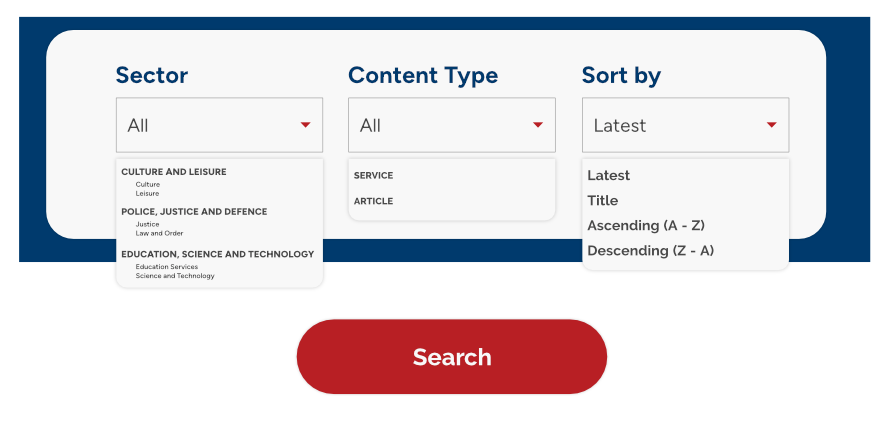 Sector
All
CULTURE AND LEISURE
Culture
Leisure
POLICE, JUSTICE AND DEFENCE
Justice
Law and Order
EDUCATION, SCIENCE AND TECHNOLOGY
Education Services
Science and Technology
Content Type
All
SERVICE
ARTICLE
Sort by
Latest
Latest
Title
Ascending (A - Z)
Descending (Z - A)
Search